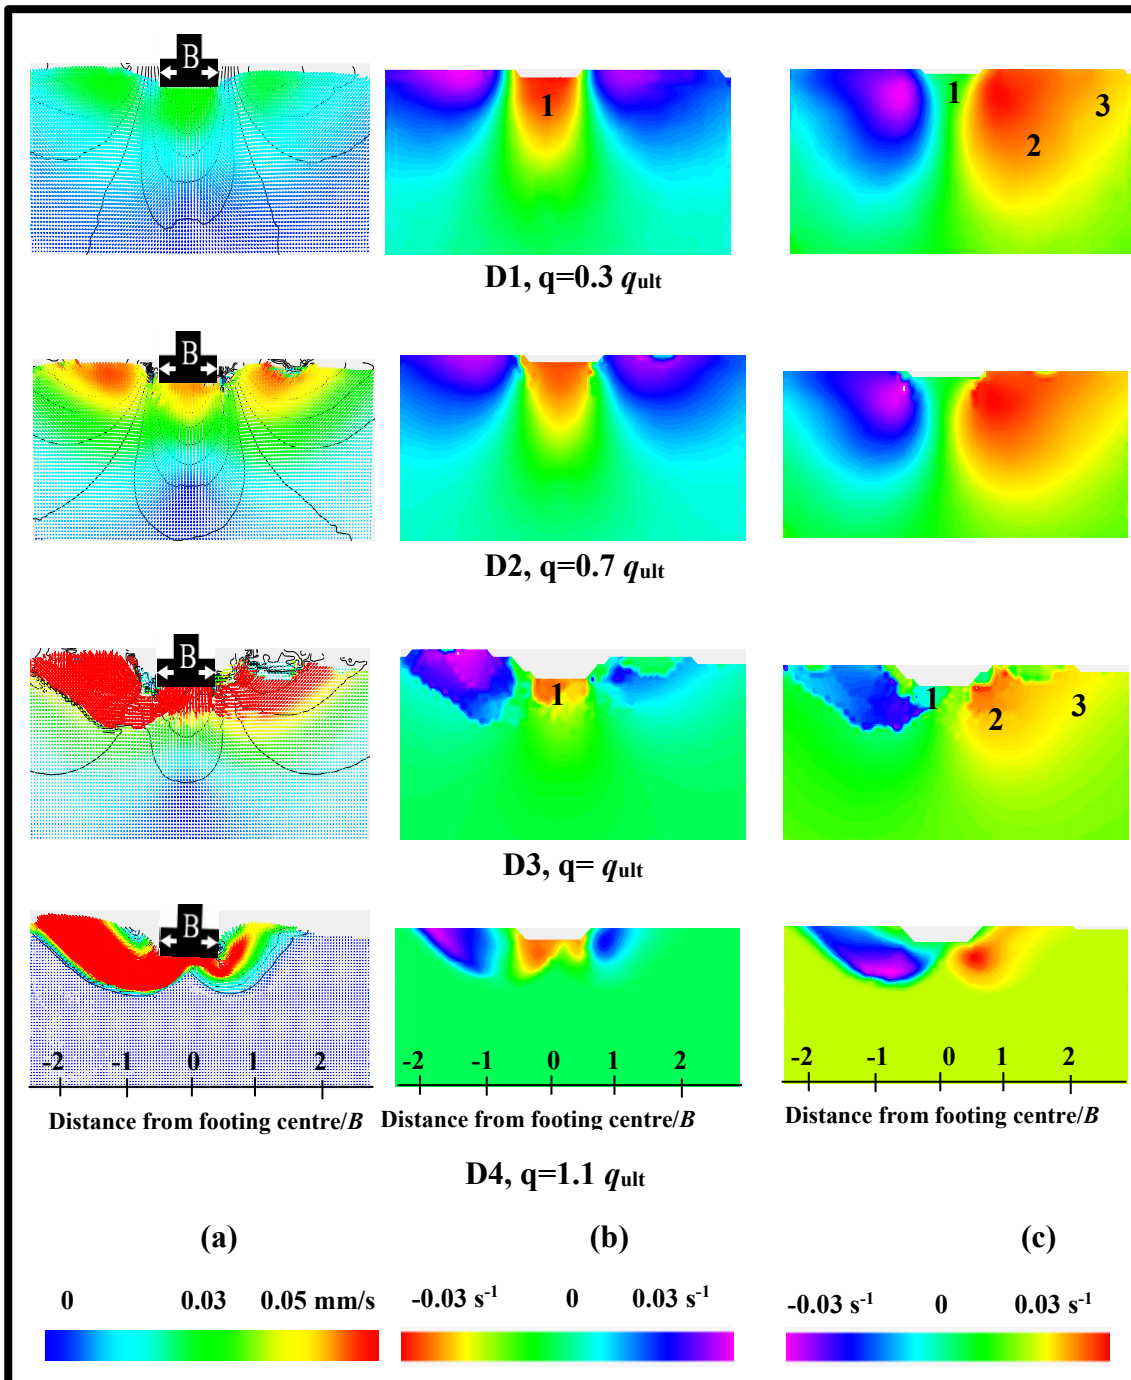 B
1
1
2
3
D1, q=0.3 qult
B
D2, q=0.7 qult
B
1
1
2
3
D3, q= qult
B
-2 -1 0 1 2
-2 -1 0 1 2
-2 -1 0 1 2
Distance from footing centre/B
Distance from footing centre/B
Distance from footing centre/B
D4, q=1.1 qult
(a) (b) (c)
0 0.03 0.05 mm/s
-0.03 s-1 0 0.03 s-1
-0.03 s-1 0 0.03 s-1